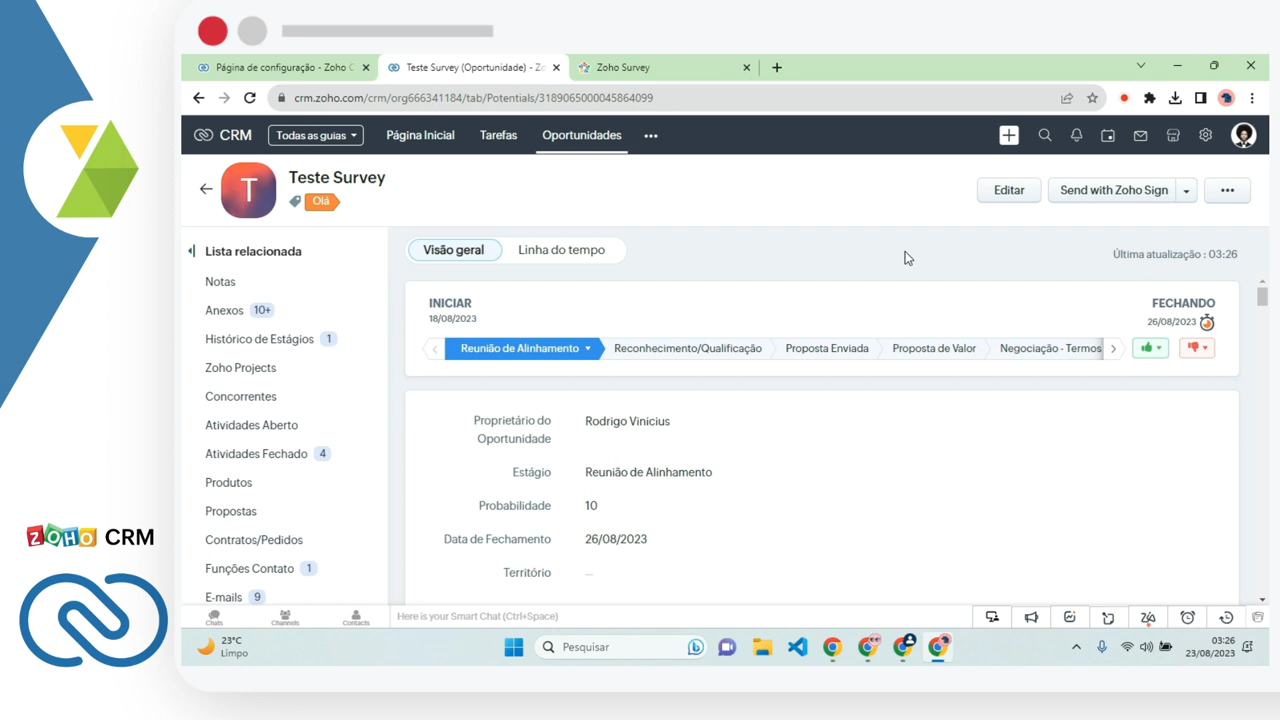 Página de configuração - Zoho C
Teste Survey (Oportunidade) - Zo
Zoho Survey
crm.zoho.com/crm/org666341184/tab/Potentials/3189065000045864099
CRM
Todas as guias
Página Inicial
Tarefas
Oportunidades
T
Teste Survey
Olá
Editar
Send with Zoho Sign
Lista relacionada
Notas
Anexos 10+
Histórico de Estágios 1
Zoho Projects
Concorrentes
Atividades Aberto
Atividades Fechado 4
Produtos
Propostas
Contratos/Pedidos
Funções Contato 1
E-mails 9
Visão geral
Linha do tempo
Última atualização : 03:26
INICIAR
18/08/2023
FECHANDO
26/08/2023
Reunião de Alinhamento
Reconhecimento/Qualificação
Proposta Enviada
Proposta de Valor
Negociação - Termos
Proprietário do
Oportunidade
Rodrigo Vinicius
Estágio
Reunião de Alinhamento
Probabilidade
10
Data de Fechamento
26/08/2023
Território
—
Chats
Channels
Contacts
Here is your Smart Chat (Ctrl+Space)
23°C
Limpo
Pesquisar
03:26
23/08/2023
ZOHO CRM